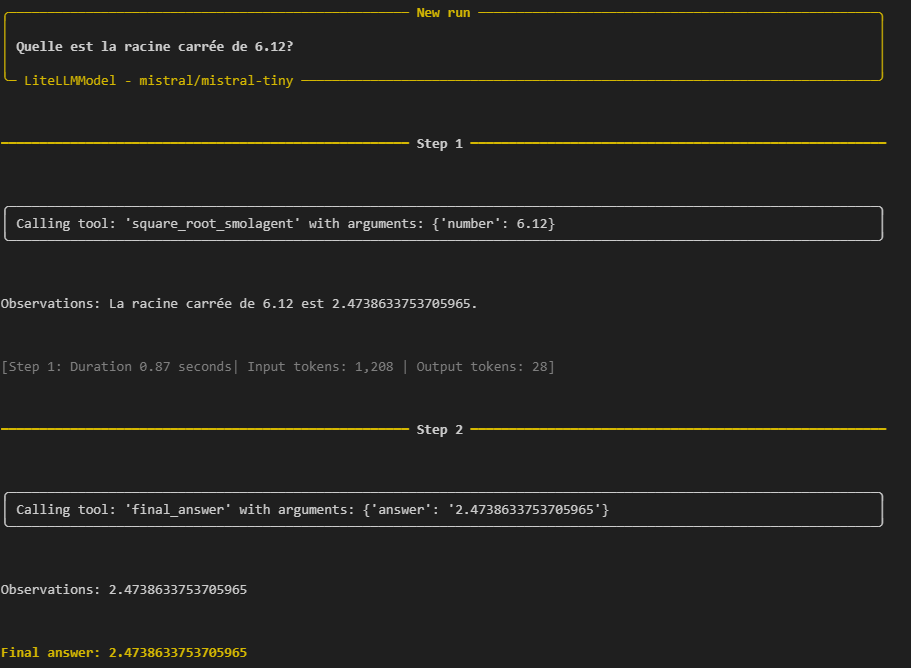 New run
Quelle est la racine carrée de 6.12?
LiteLLMModel - mistral/mistral-tiny
Step 1
Calling tool: 'square_root_smolagent' with arguments: {'number': 6.12}
Observations: La racine carrée de 6.12 est 2.4738633753705965.
[Step 1: Duration 0.87 seconds| Input tokens: 1,208 | Output tokens: 28]
Step 2
Calling tool: 'final_answer' with arguments: {'answer': '2.4738633753705965'}
Observations: 2.4738633753705965
Final answer: 2.4738633753705965